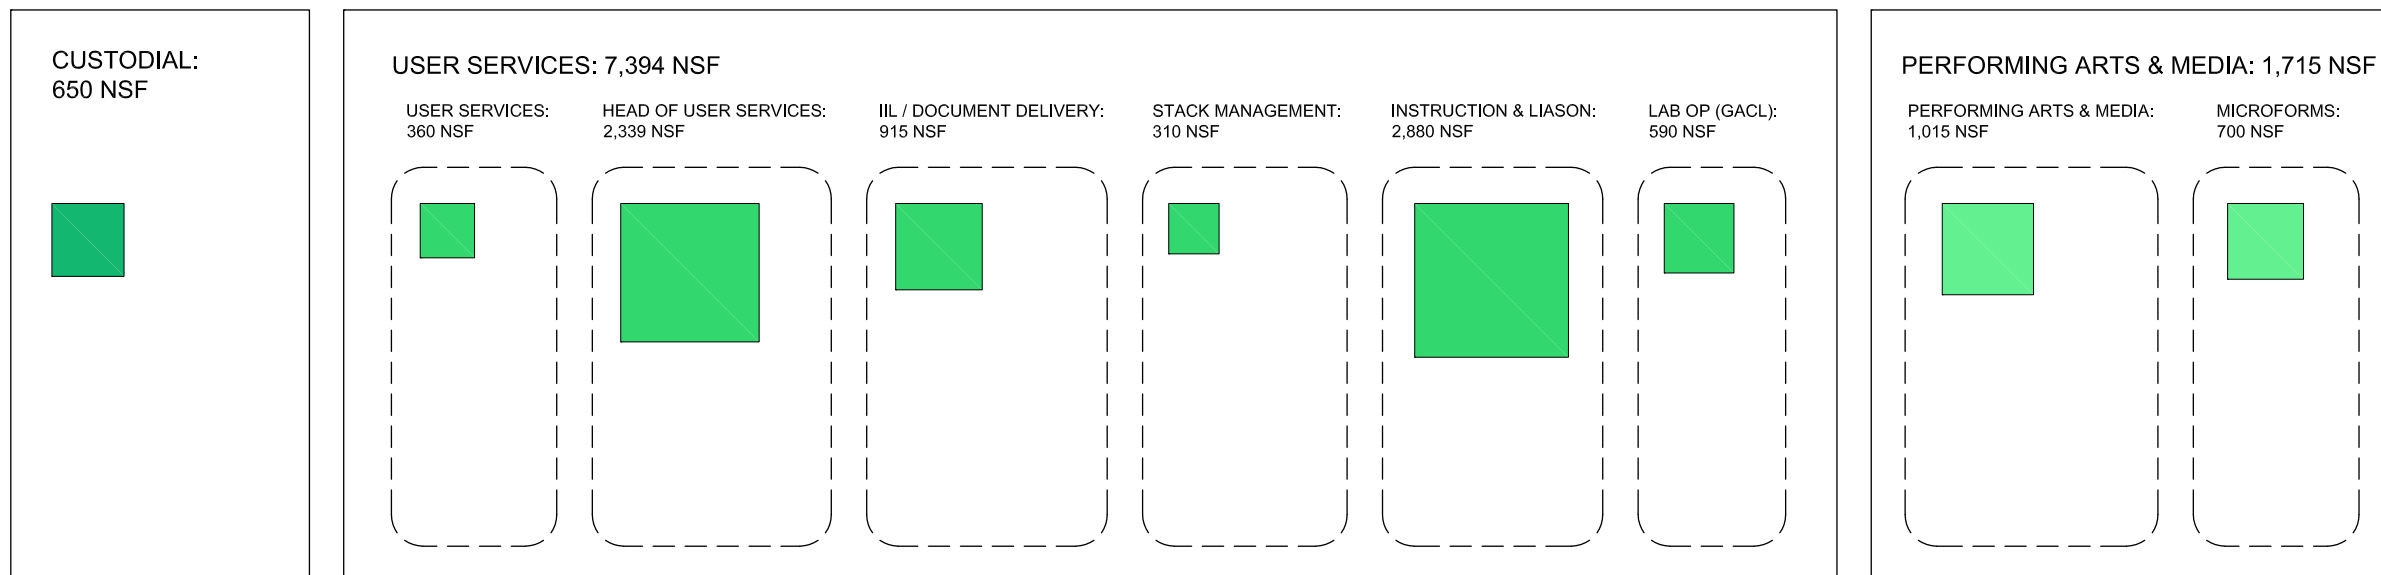 CUSTODIAL:
650 NSF
USER SERVICES: 7,394 NSF
USER SERVICES:
360 NSF
HEAD OF USER SERVICES:
2,339 NSF
IIL / DOCUMENT DELIVERY:
915 NSF
STACK MANAGEMENT:
310 NSF
INSTRUCTION & LIASON:
2,880 NSF
LAB OP (GACL):
590 NSF
PERFORMING ARTS & MEDIA: 1,715 NSF
PERFORMING ARTS & MEDIA:
1,015 NSF
MICROFORMS:
700 NSF